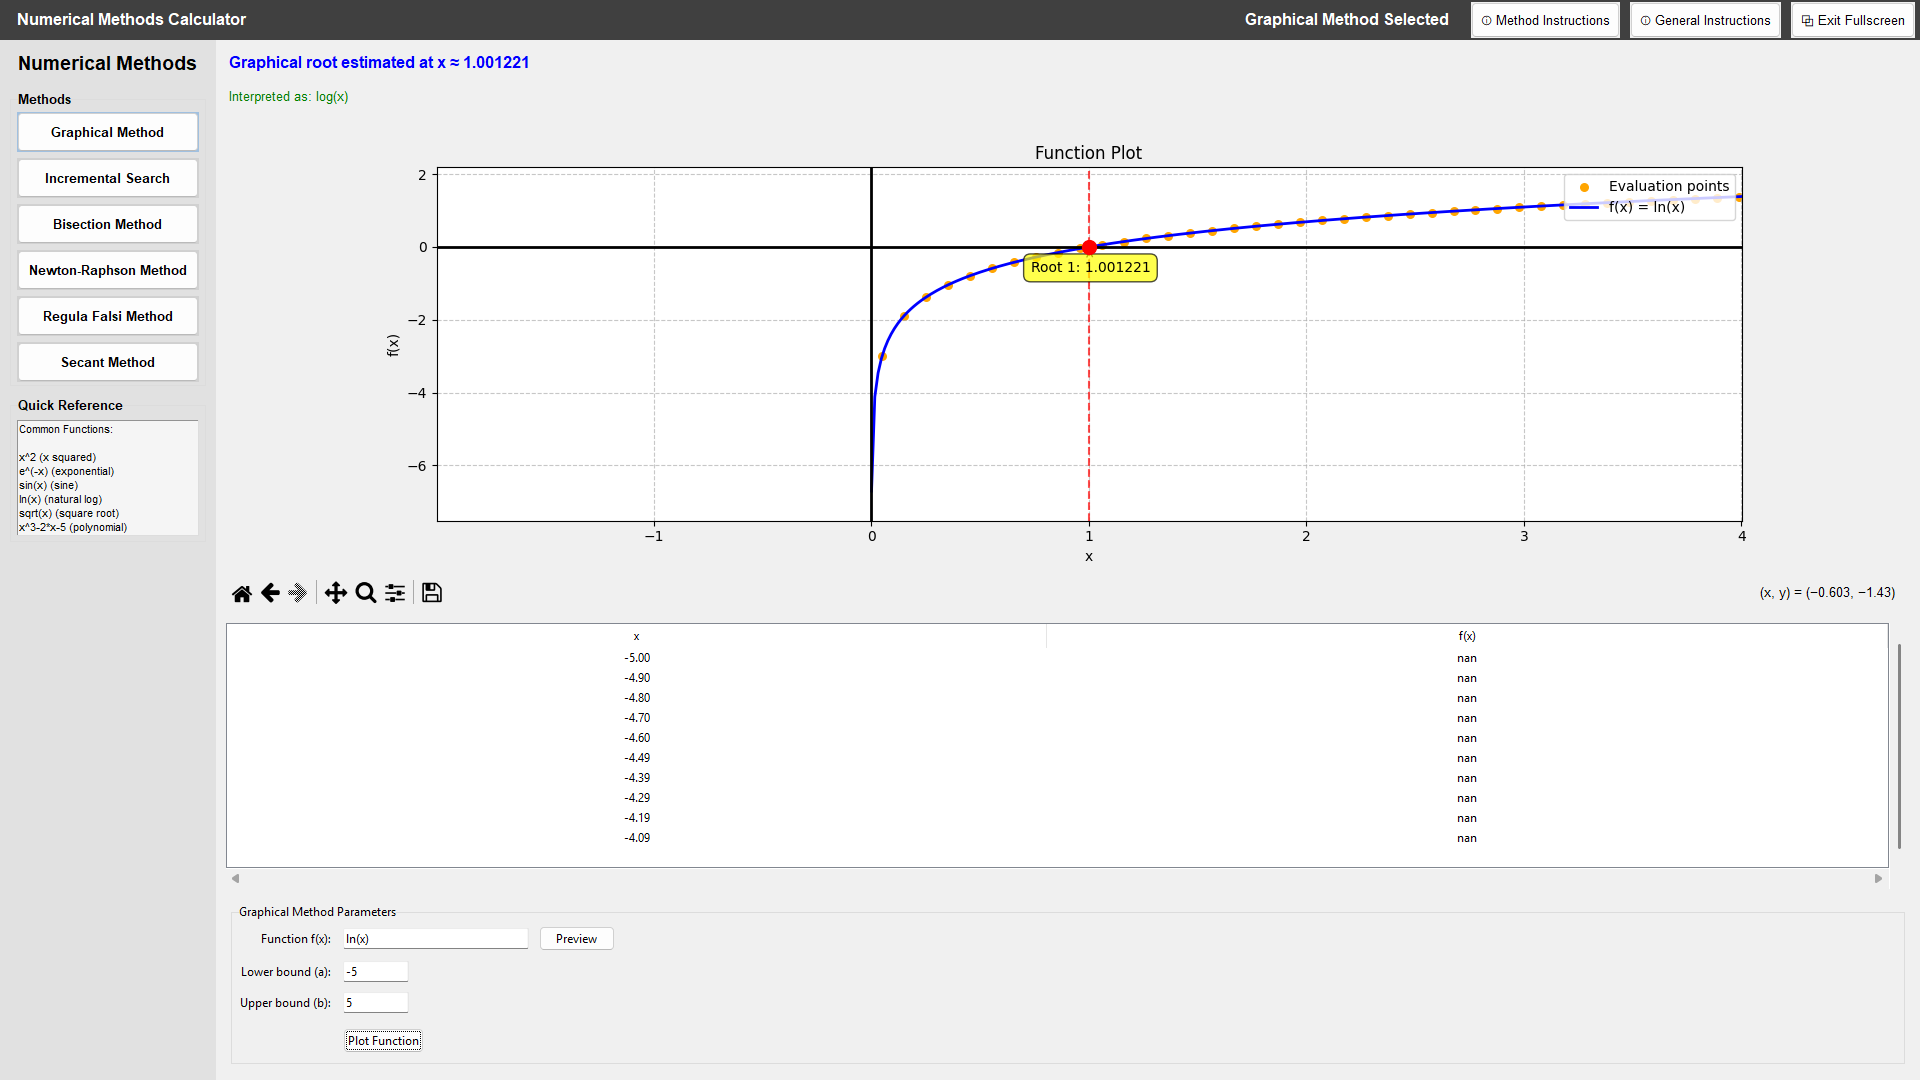 Numerical Methods Calculator
Graphical Method Selected
Method Instructions
General Instructions
Exit Fullscreen
Numerical Methods
Methods
Graphical Method
Incremental Search
Bisection Method
Newton-Raphson Method
Regula Falsi Method
Secant Method
Quick Reference
Common Functions:
x^2 (x squared)
e^(-x) (exponential)
sin(x) (sine)
ln(x) (natural log)
sqrt(x) (square root)
x^3-2*x-5 (polynomial)
Graphical root estimated at x ≈ 1.001221
Interpreted as: log(x)
Function Plot
Evaluation points
f(x) = ln(x)
Root 1: 1.001221
f(x)
2
0
−2
−4
−6
−1
0
1
2
3
4
x
(x, y) = (−0.603, −1.43)
x f(x)
-5.00 nan
-4.90 nan
-4.80 nan
-4.70 nan
-4.60 nan
-4.49 nan
-4.39 nan
-4.29 nan
-4.19 nan
-4.09 nan
Graphical Method Parameters
Function f(x): ln(x) Preview
Lower bound (a): -5
Upper bound (b): 5
Plot Function